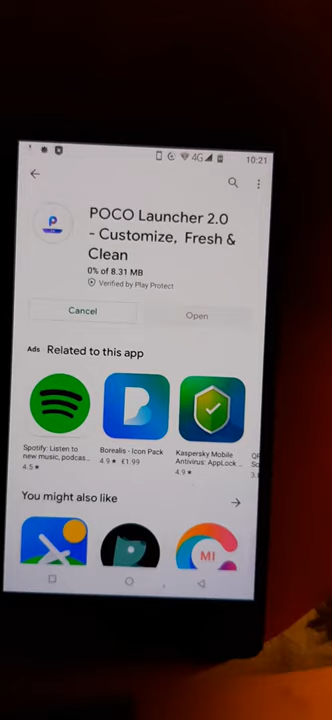 4G 10:21
POCO Launcher 2.0
- Customize, Fresh &
Clean
0% of 8.31 MB
Verified by Play Protect
Cancel Open
Ads Related to this app
Spotify: Listen to
new music, podcas...
4.5★
Borealis - Icon Pack
4.9★ £1.99
Kaspersky Mobile
Antivirus: AppLock ...
4.9★
You might also like
MI